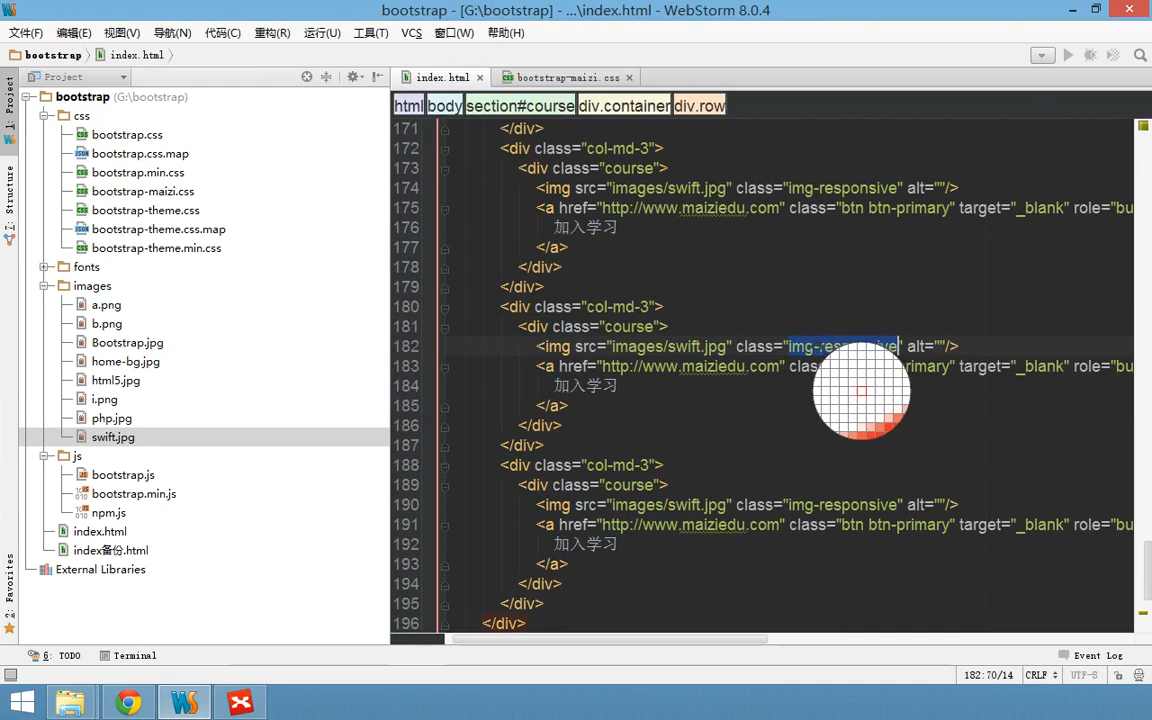 bootstrap - [G:\bootstrap] - ...\index.html - WebStorm 8.0.4
文件(F) 编辑(E) 视图(V) 导航(N) 代码(C) 重构(R) 运行(U) 工具(T) VCS 窗口(W) 帮助(H)
bootstrap index.html
1: Project
7: Structure
2: Favorites
Project
bootstrap (G:\bootstrap)
css
bootstrap.css
bootstrap.css.map
bootstrap.min.css
bootstrap-maizi.css
bootstrap-theme.css
bootstrap-theme.css.map
bootstrap-theme.min.css
fonts
images
a.png
b.png
Bootstrap.jpg
home-bg.jpg
html5.jpg
i.png
php.jpg
swift.jpg
js
bootstrap.js
bootstrap.min.js
npm.js
index.html
index备份.html
External Libraries
index.html bootstrap-maizi.css
html body section#course div.container div.row
171 </div>
172 <div class="col-md-3">
173 <div class="course">
174 <img src="images/swift.jpg" class="img-responsive" alt=""/>
175 <a href="http://www.maiziedu.com" class="btn btn-primary" target="_blank" role="bu
176 加入学习
177 </a>
178 </div>
179 </div>
180 <div class="col-md-3">
181 <div class="course">
182 <img src="images/swift.jpg" class="img-responsive" alt=""/>
183 <a href="http://www.maiziedu.com" clas primary" target="_blank" role="bu
184 加入学习
185 </a>
186 </div>
187 </div>
188 <div class="col-md-3">
189 <div class="course">
190 <img src="images/swift.jpg" class="img-responsive" alt=""/>
191 <a href="http://www.maiziedu.com" class="btn btn-primary" target="_blank" role="bu
192 加入学习
193 </a>
194 </div>
195 </div>
196 </div>
6: TODO Terminal Event Log
182:70/14 CRLF UTF-8